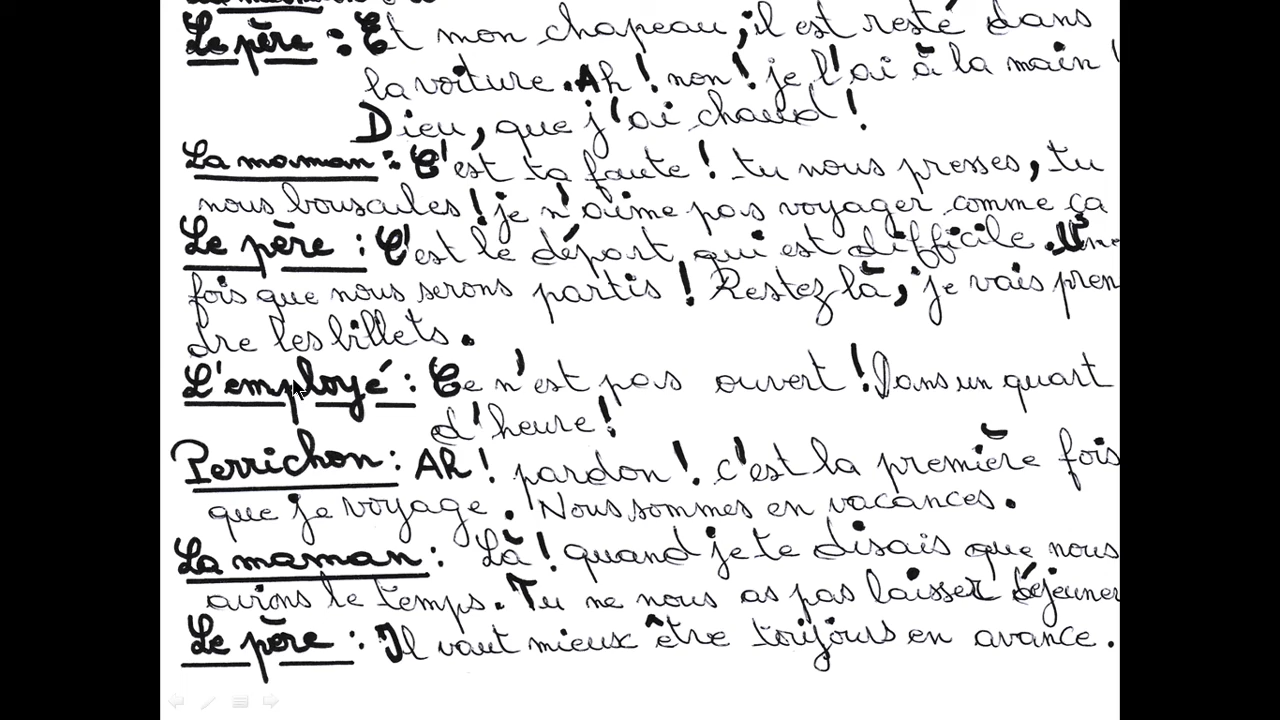 Le père : Et mon chapeau, il est resté dans
la voiture. Ah ! non ! je l'ai à la main !
Dieu, que j'ai chaud !
La maman : C'est ta faute ! tu nous presses, tu
nous bouscules ! je n'aime pas voyager comme ça
Le père : C'est le départ qui est difficile. Une
fois que nous serons partis ! Restez là, je vais pren
dre les billets.
L'employé : Ce n'est pas ouvert ! Dans un quart
d'heure !
Perrichon : Ah ! pardon ! c'est la première fois
que je voyage. Nous sommes en vacances.
La maman : Là ! quand je te disais que nous
avions le temps. Tu ne nous as pas laisser déjeuner
Le père : Il vaut mieux être toujours en avance.